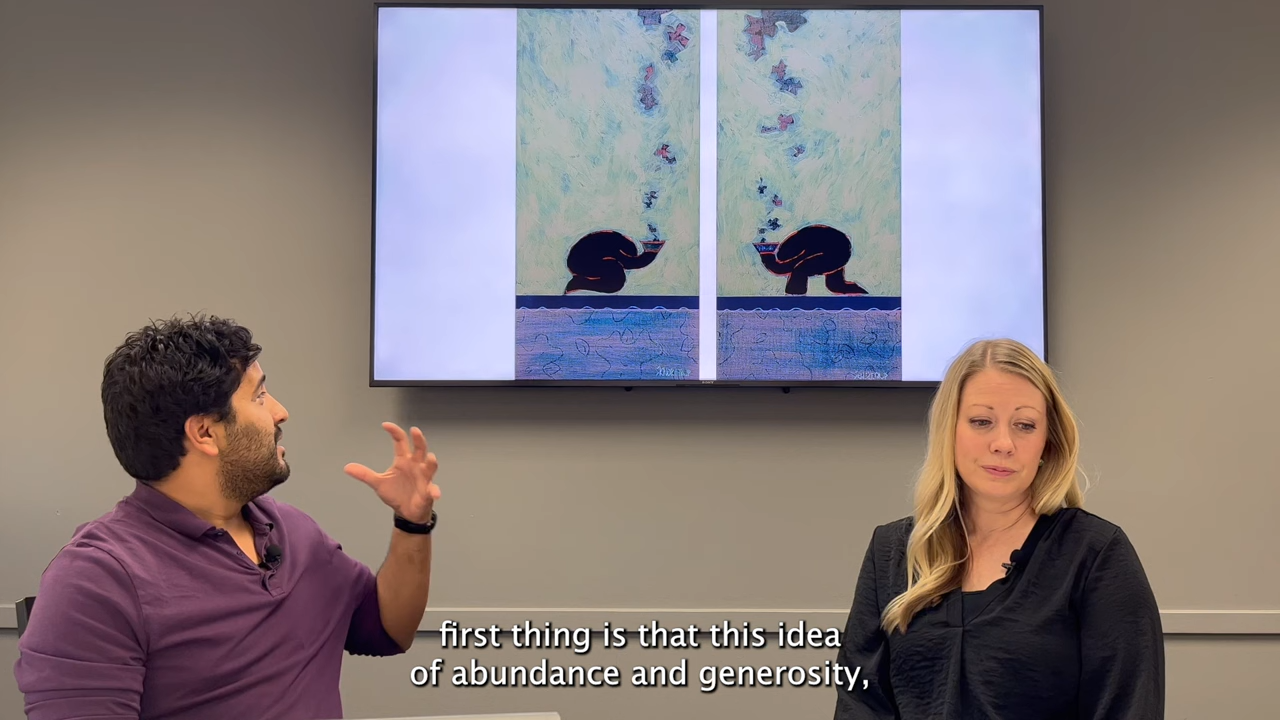 first thing is that this idea
of abundance and generosity,